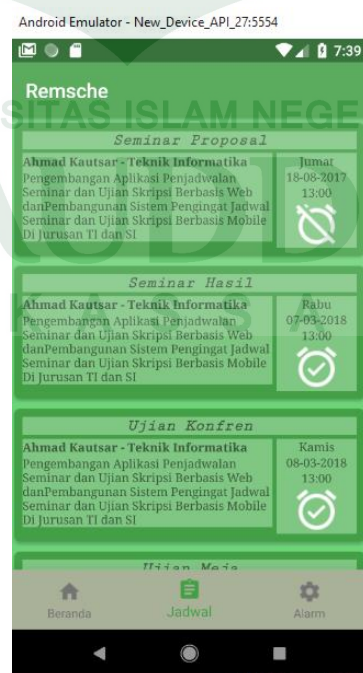 Android Emulator - New_Device_API_27:5554
7:39
Remsche
SITAS ISLAM NEGE
Seminar Proposal
Ahmad Kautsar - Teknik Informatika
Pengembangan Aplikasi Penjadwalan
Seminar dan Ujian Skripsi Berbasis Web
danPembangunan Sistem Pengingat Jadwal
Seminar dan Ujian Skripsi Berbasis Mobile
Di Jurusan TI dan SI
Jumat
18-08-2017
13:00
Seminar Hasil
Ahmad Kautsar - Teknik Informatika
Pengembangan Aplikasi Penjadwalan
Seminar dan Ujian Skripsi Berbasis Web
danPembangunan Sistem Pengingat Jadwal
Seminar dan Ujian Skripsi Berbasis Mobile
Di Jurusan TI dan SI
Rabu
07-03-2018
13:00
Ujian Konfren
Ahmad Kautsar - Teknik Informatika
Pengembangan Aplikasi Penjadwalan
Seminar dan Ujian Skripsi Berbasis Web
danPembangunan Sistem Pengingat Jadwal
Seminar dan Ujian Skripsi Berbasis Mobile
Di Jurusan TI dan SI
Kamis
08-03-2018
13:00
Ujian Meja
Beranda
Jadwal
Alarm